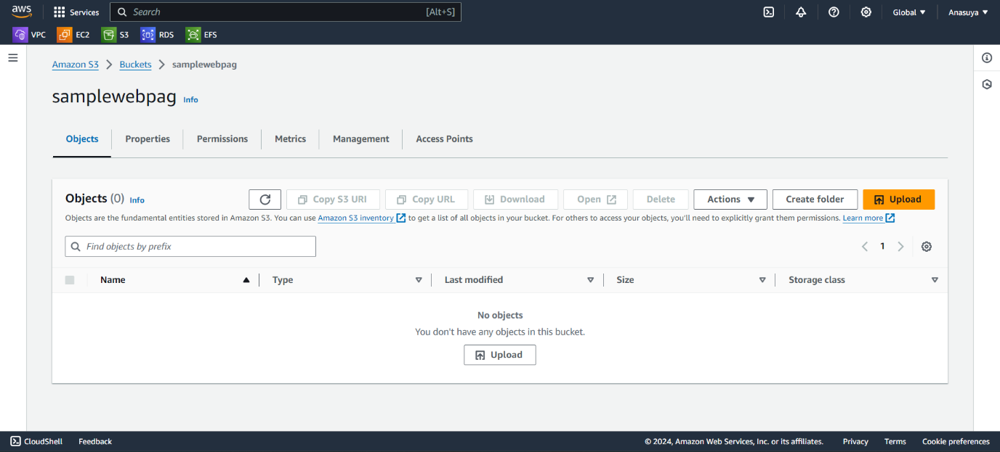 aws Services Search [Alt+S] Global Anasuya
VPC EC2 S3 RDS EFS
Amazon S3 Buckets samplewebpag
samplewebpag Info
Objects Properties Permissions Metrics Management Access Points
Objects (0) Info Copy S3 URI Copy URL Download Open Delete Actions Create folder Upload
Objects are the fundamental entities stored in Amazon S3. You can use Amazon S3 inventory to get a list of all objects in your bucket. For others to access your objects, you'll need to explicitly grant them permissions. Learn more
Find objects by prefix 1
Name Type Last modified Size Storage class
No objects
You don't have any objects in this bucket.
Upload
CloudShell Feedback © 2024, Amazon Web Services, Inc. or its affiliates. Privacy Terms Cookie preferences